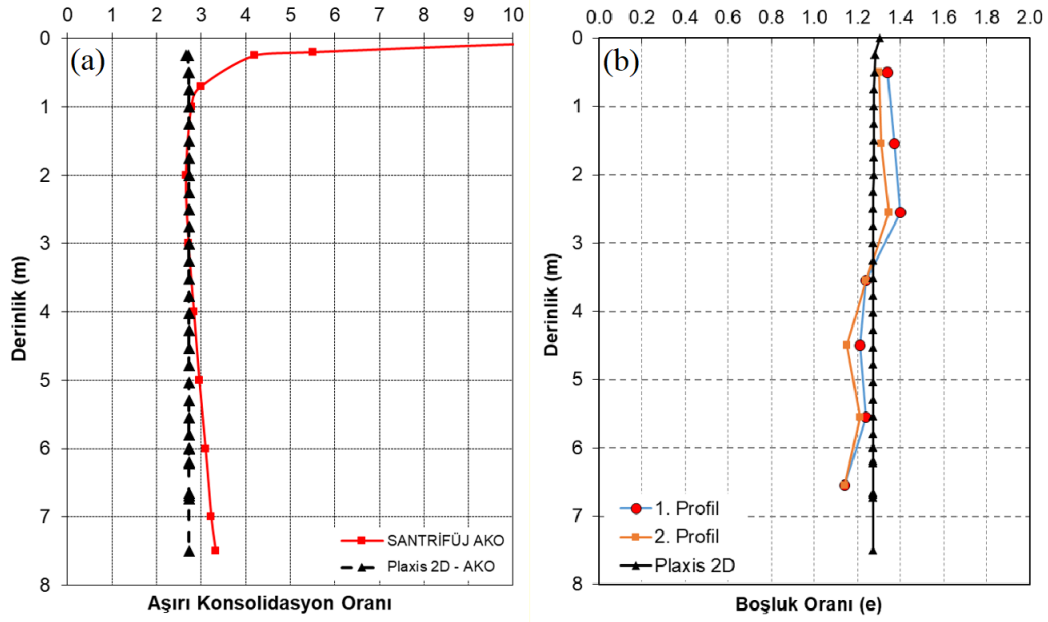 0 1 2 3 4 5 6 7 8 9 10
(a)
0
1
2
3
4
5
6
7
8
Derinlik (m)
SANTRİFÜJ AKO
Plaxis 2D - AKO
Aşırı Konsolidasyon Oranı
0.0 0.2 0.4 0.6 0.8 1.0 1.2 1.4 1.6 1.8 2.0
(b)
0
1
2
3
4
5
6
7
8
Derinlik (m)
1. Profil
2. Profil
Plaxis 2D
Boşluk Oranı (e)